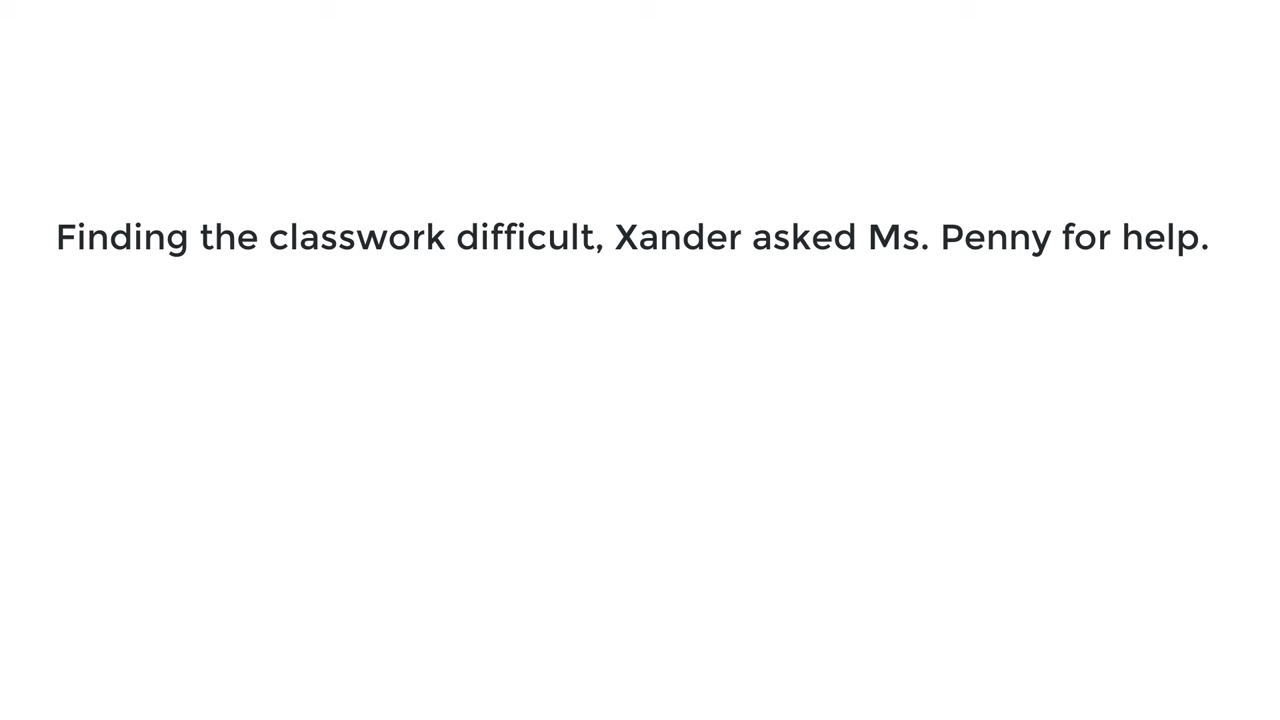 Finding the classwork difficult, Xander asked Ms. Penny for help.